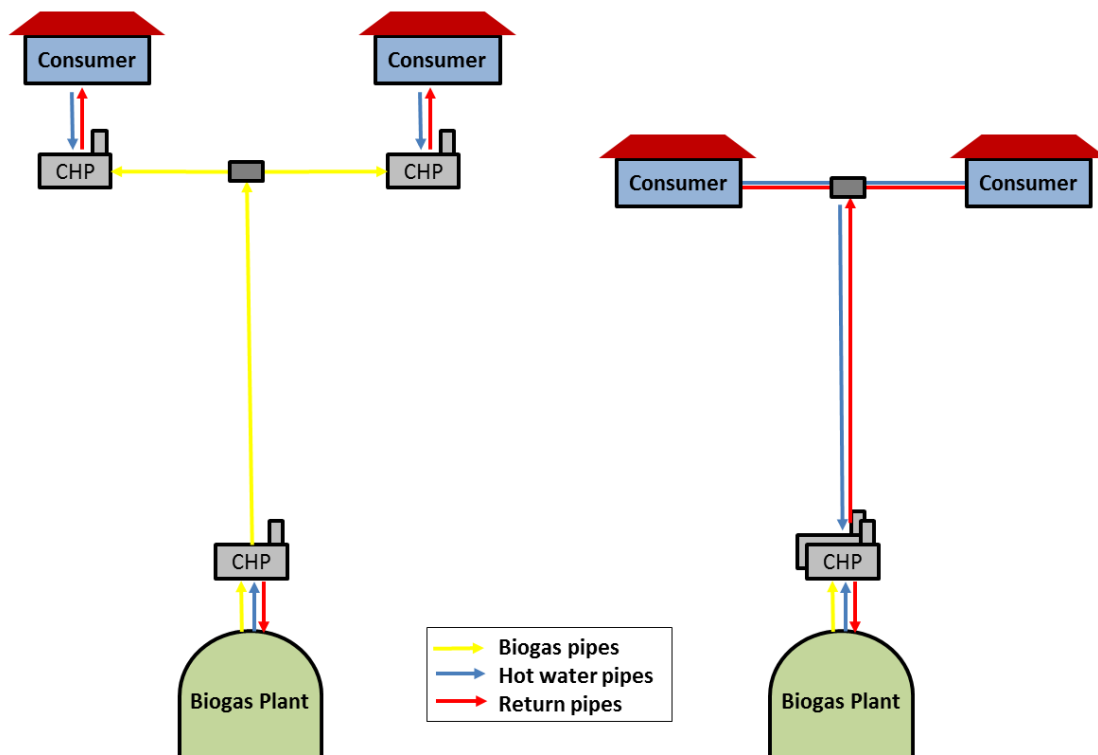 Consumer
Consumer
CHP
CHP
Consumer
Consumer
CHP
CHP
Biogas pipes
Hot water pipes
Return pipes
Biogas Plant
Biogas Plant